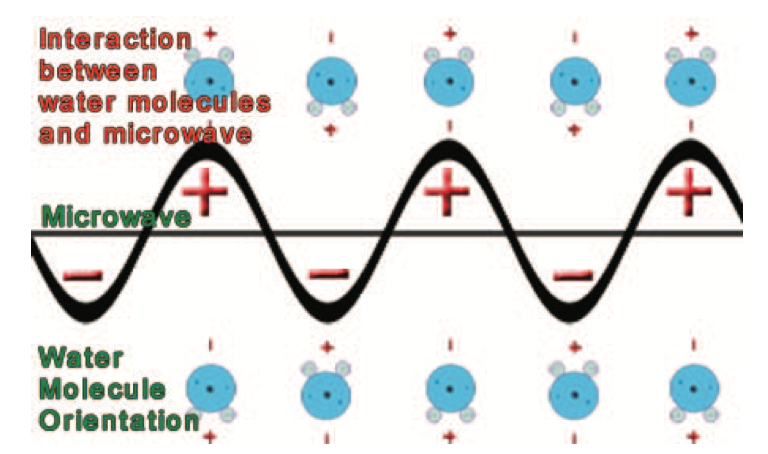 Interaction
between
water molecules
and microwave
+ - + - +
- + - + -
+ + +
Microwave
- - -
- + - + -
Water
Molecule
Orientation
+ - + - +